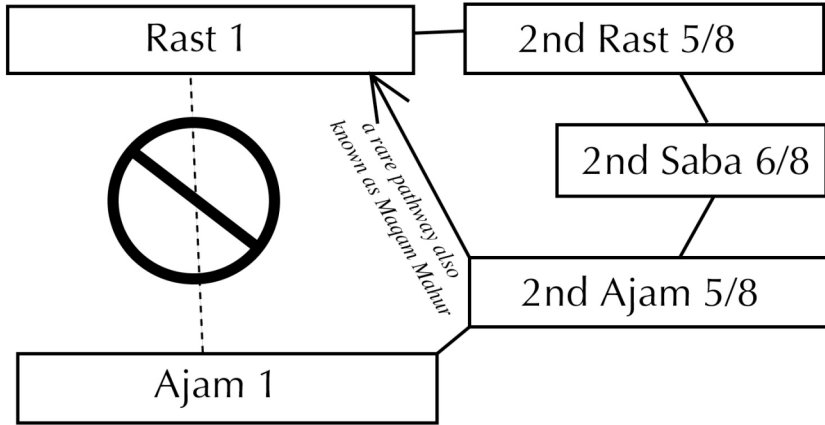 Rast 1
2nd Rast 5/8
a rare pathway also
known as Maqam Mahur
2nd Saba 6/8
2nd Ajam 5/8
Ajam 1